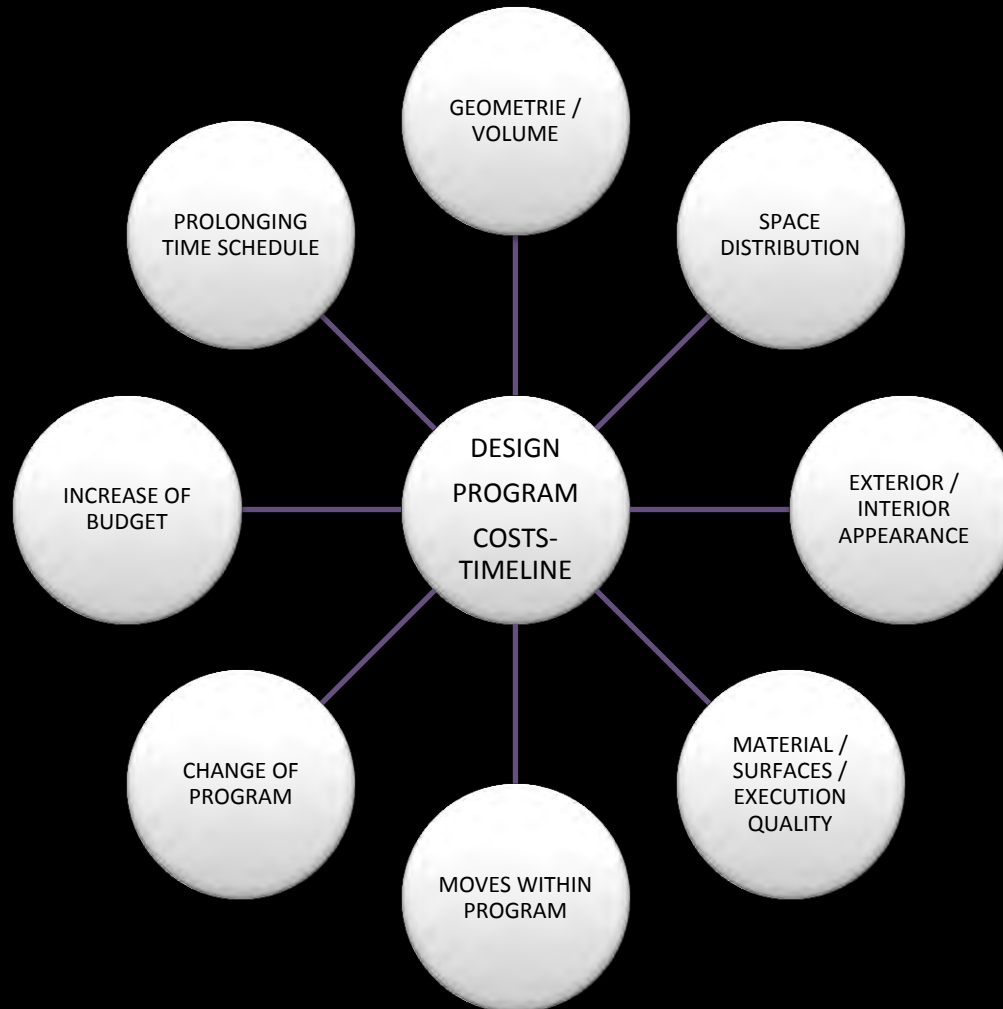 GEOMETRIE /
VOLUME
SPACE
DISTRIBUTION
EXTERIOR /
INTERIOR
APPEARANCE
MATERIAL /
SURFACES /
EXECUTION
QUALITY
MOVES WITHIN
PROGRAM
CHANGE OF
PROGRAM
INCREASE OF
BUDGET
PROLONGING
TIME SCHEDULE
DESIGN
PROGRAM
COSTS-
TIMELINE